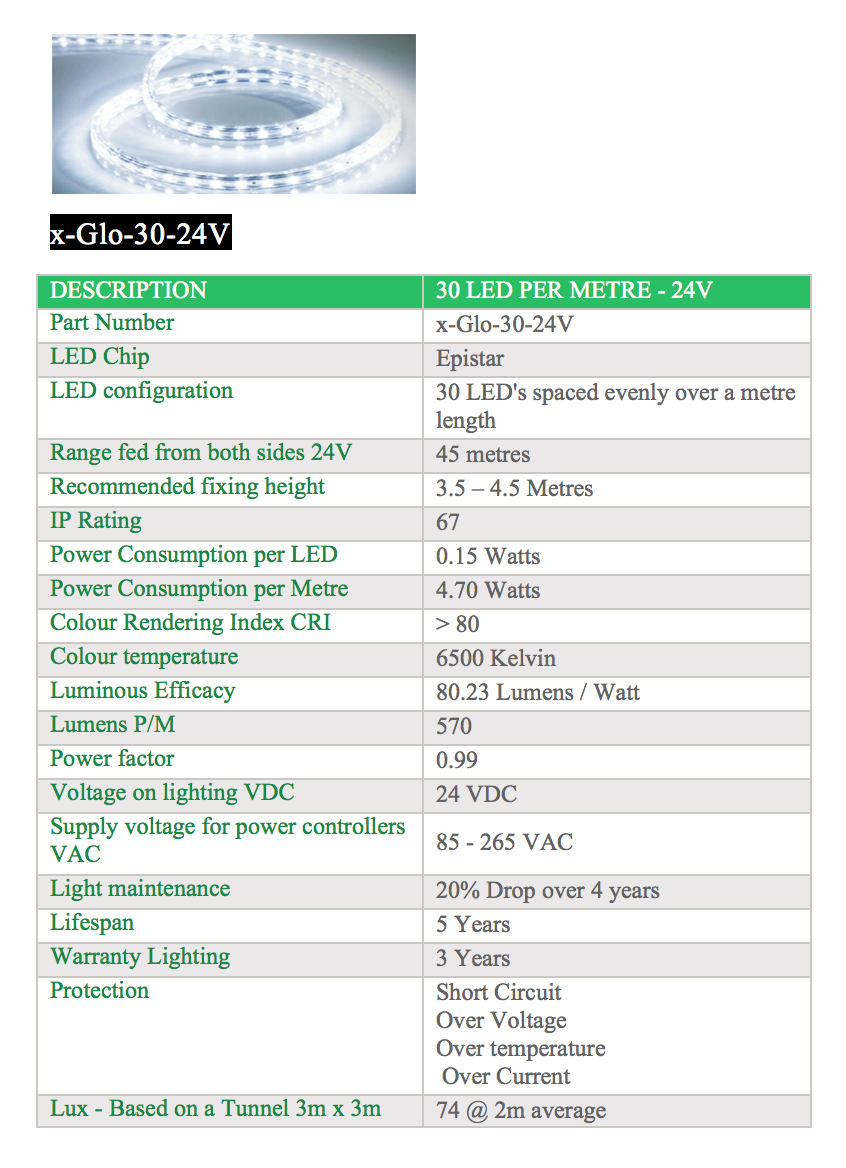 x-Glo-30-24V
DESCRIPTION 30 LED PER METRE - 24V
Part Number x-Glo-30-24V
LED Chip Epistar
LED configuration 30 LED's spaced evenly over a metre
length
Range fed from both sides 24V 45 metres
Recommended fixing height 3.5 – 4.5 Metres
IP Rating 67
Power Consumption per LED 0.15 Watts
Power Consumption per Metre 4.70 Watts
Colour Rendering Index CRI > 80
Colour temperature 6500 Kelvin
Luminous Efficacy 80.23 Lumens / Watt
Lumens P/M 570
Power factor 0.99
Voltage on lighting VDC 24 VDC
Supply voltage for power controllers
VAC 85 - 265 VAC
Light maintenance 20% Drop over 4 years
Lifespan 5 Years
Warranty Lighting 3 Years
Protection Short Circuit
Over Voltage
Over temperature
Over Current
Lux - Based on a Tunnel 3m x 3m 74 @ 2m average